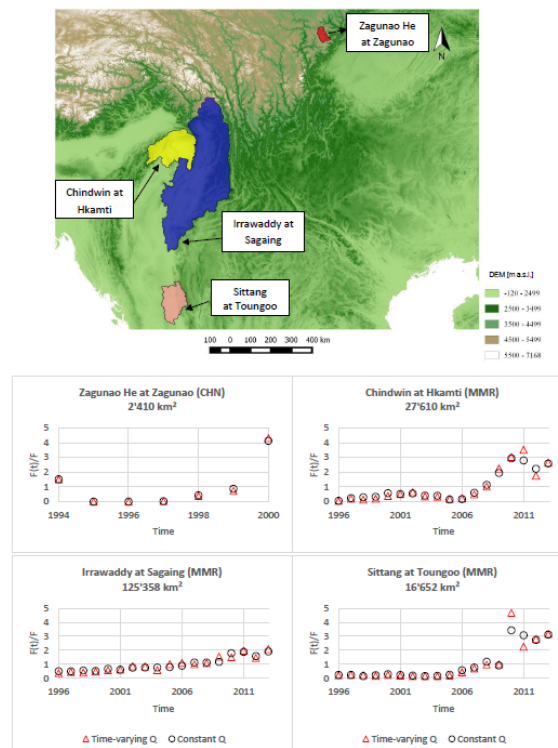 Zagunao He
at Zagunao
N
Chindwin at
Hkamti
Irrawaddy at
Sagaing
Sittang
at Toungoo
DEM [m a.s.l.]
-120 - 2499
2500 - 3499
3500 - 4499
4500 - 5499
5500 - 7168
100 0 100 200 300 400 km
Zagunao He at Zagunao (CHN)
2'410 km²
F(t)/F
5
4
3
2
1
0
1994 1996 1998 2000
Time
Chindwin at Hkamti (MMR)
27'610 km²
F(t)/F
5
4
3
2
1
0
1996 2001 2006 2011
Time
Irrawaddy at Sagaing (MMR)
125'358 km²
F(t)/F
5
4
3
2
1
0
1996 2001 2006 2011
Time
Sittang at Toungoo (MMR)
16'652 km²
F(t)/F
5
4
3
2
1
0
1996 2001 2006 2011
Time
Time-varying Q Constant Q
Time-varying Q Constant Q